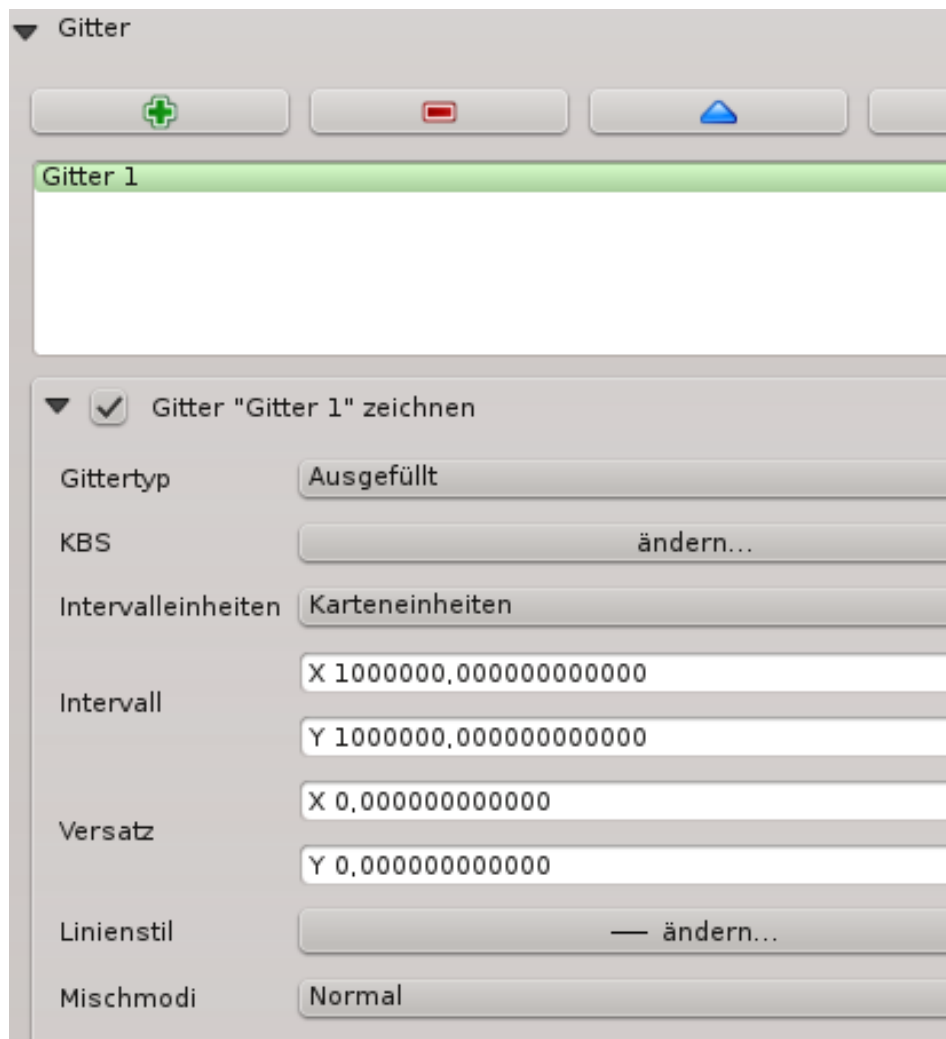 Gitter
Gitter 1
Gitter "Gitter 1" zeichnen
Gittertyp Ausgefüllt
KBS ändern...
Intervalleinheiten Karteneinheiten
Intervall
X 1000000,000000000000
Y 1000000,000000000000
Versatz
X 0,000000000000
Y 0,000000000000
Linienstil ändern...
Mischmodi Normal